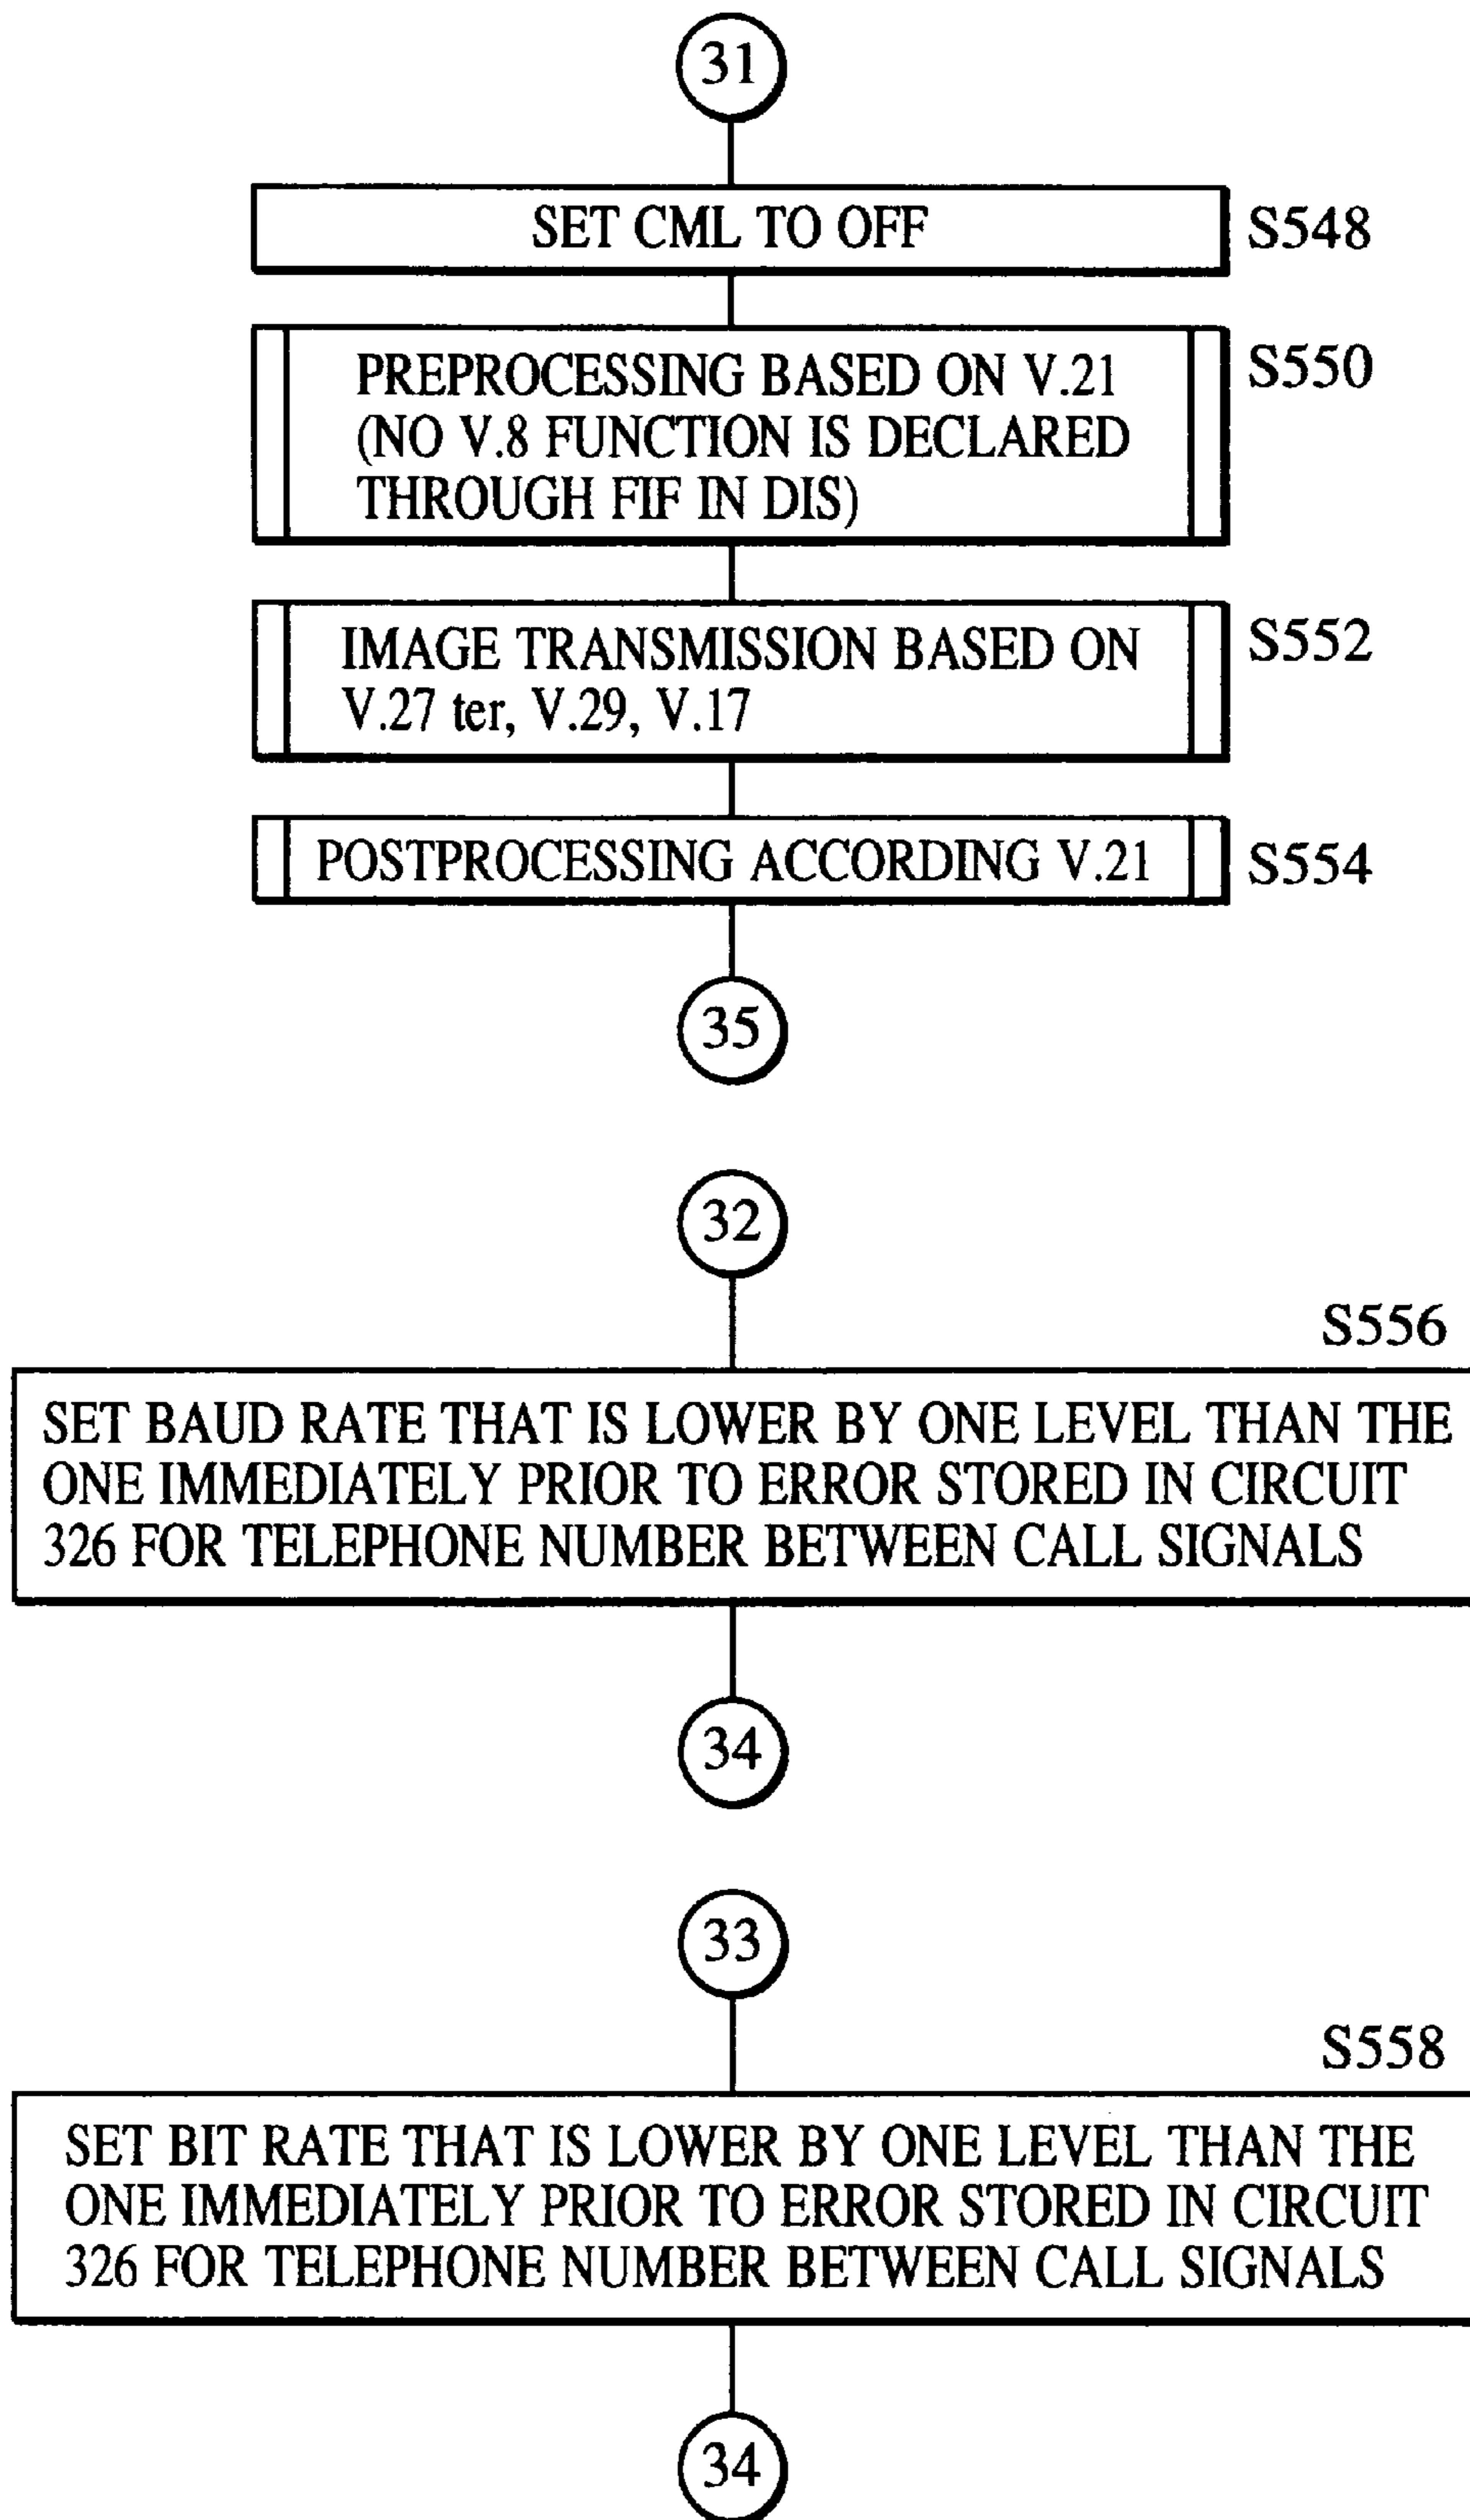 31
SET CML TO OFF
S548
PREPROCESSING BASED ON V.21
(NO V.8 FUNCTION IS DECLARED
THROUGH FIF IN DIS)
S550
IMAGE TRANSMISSION BASED ON
V.27 ter, V.29, V.17
S552
POSTPROCESSING ACCORDING V.21
S554
35
32
S556
SET BAUD RATE THAT IS LOWER BY ONE LEVEL THAN THE
ONE IMMEDIATELY PRIOR TO ERROR STORED IN CIRCUIT
326 FOR TELEPHONE NUMBER BETWEEN CALL SIGNALS
34
33
S558
SET BIT RATE THAT IS LOWER BY ONE LEVEL THAN THE
ONE IMMEDIATELY PRIOR TO ERROR STORED IN CIRCUIT
326 FOR TELEPHONE NUMBER BETWEEN CALL SIGNALS
34